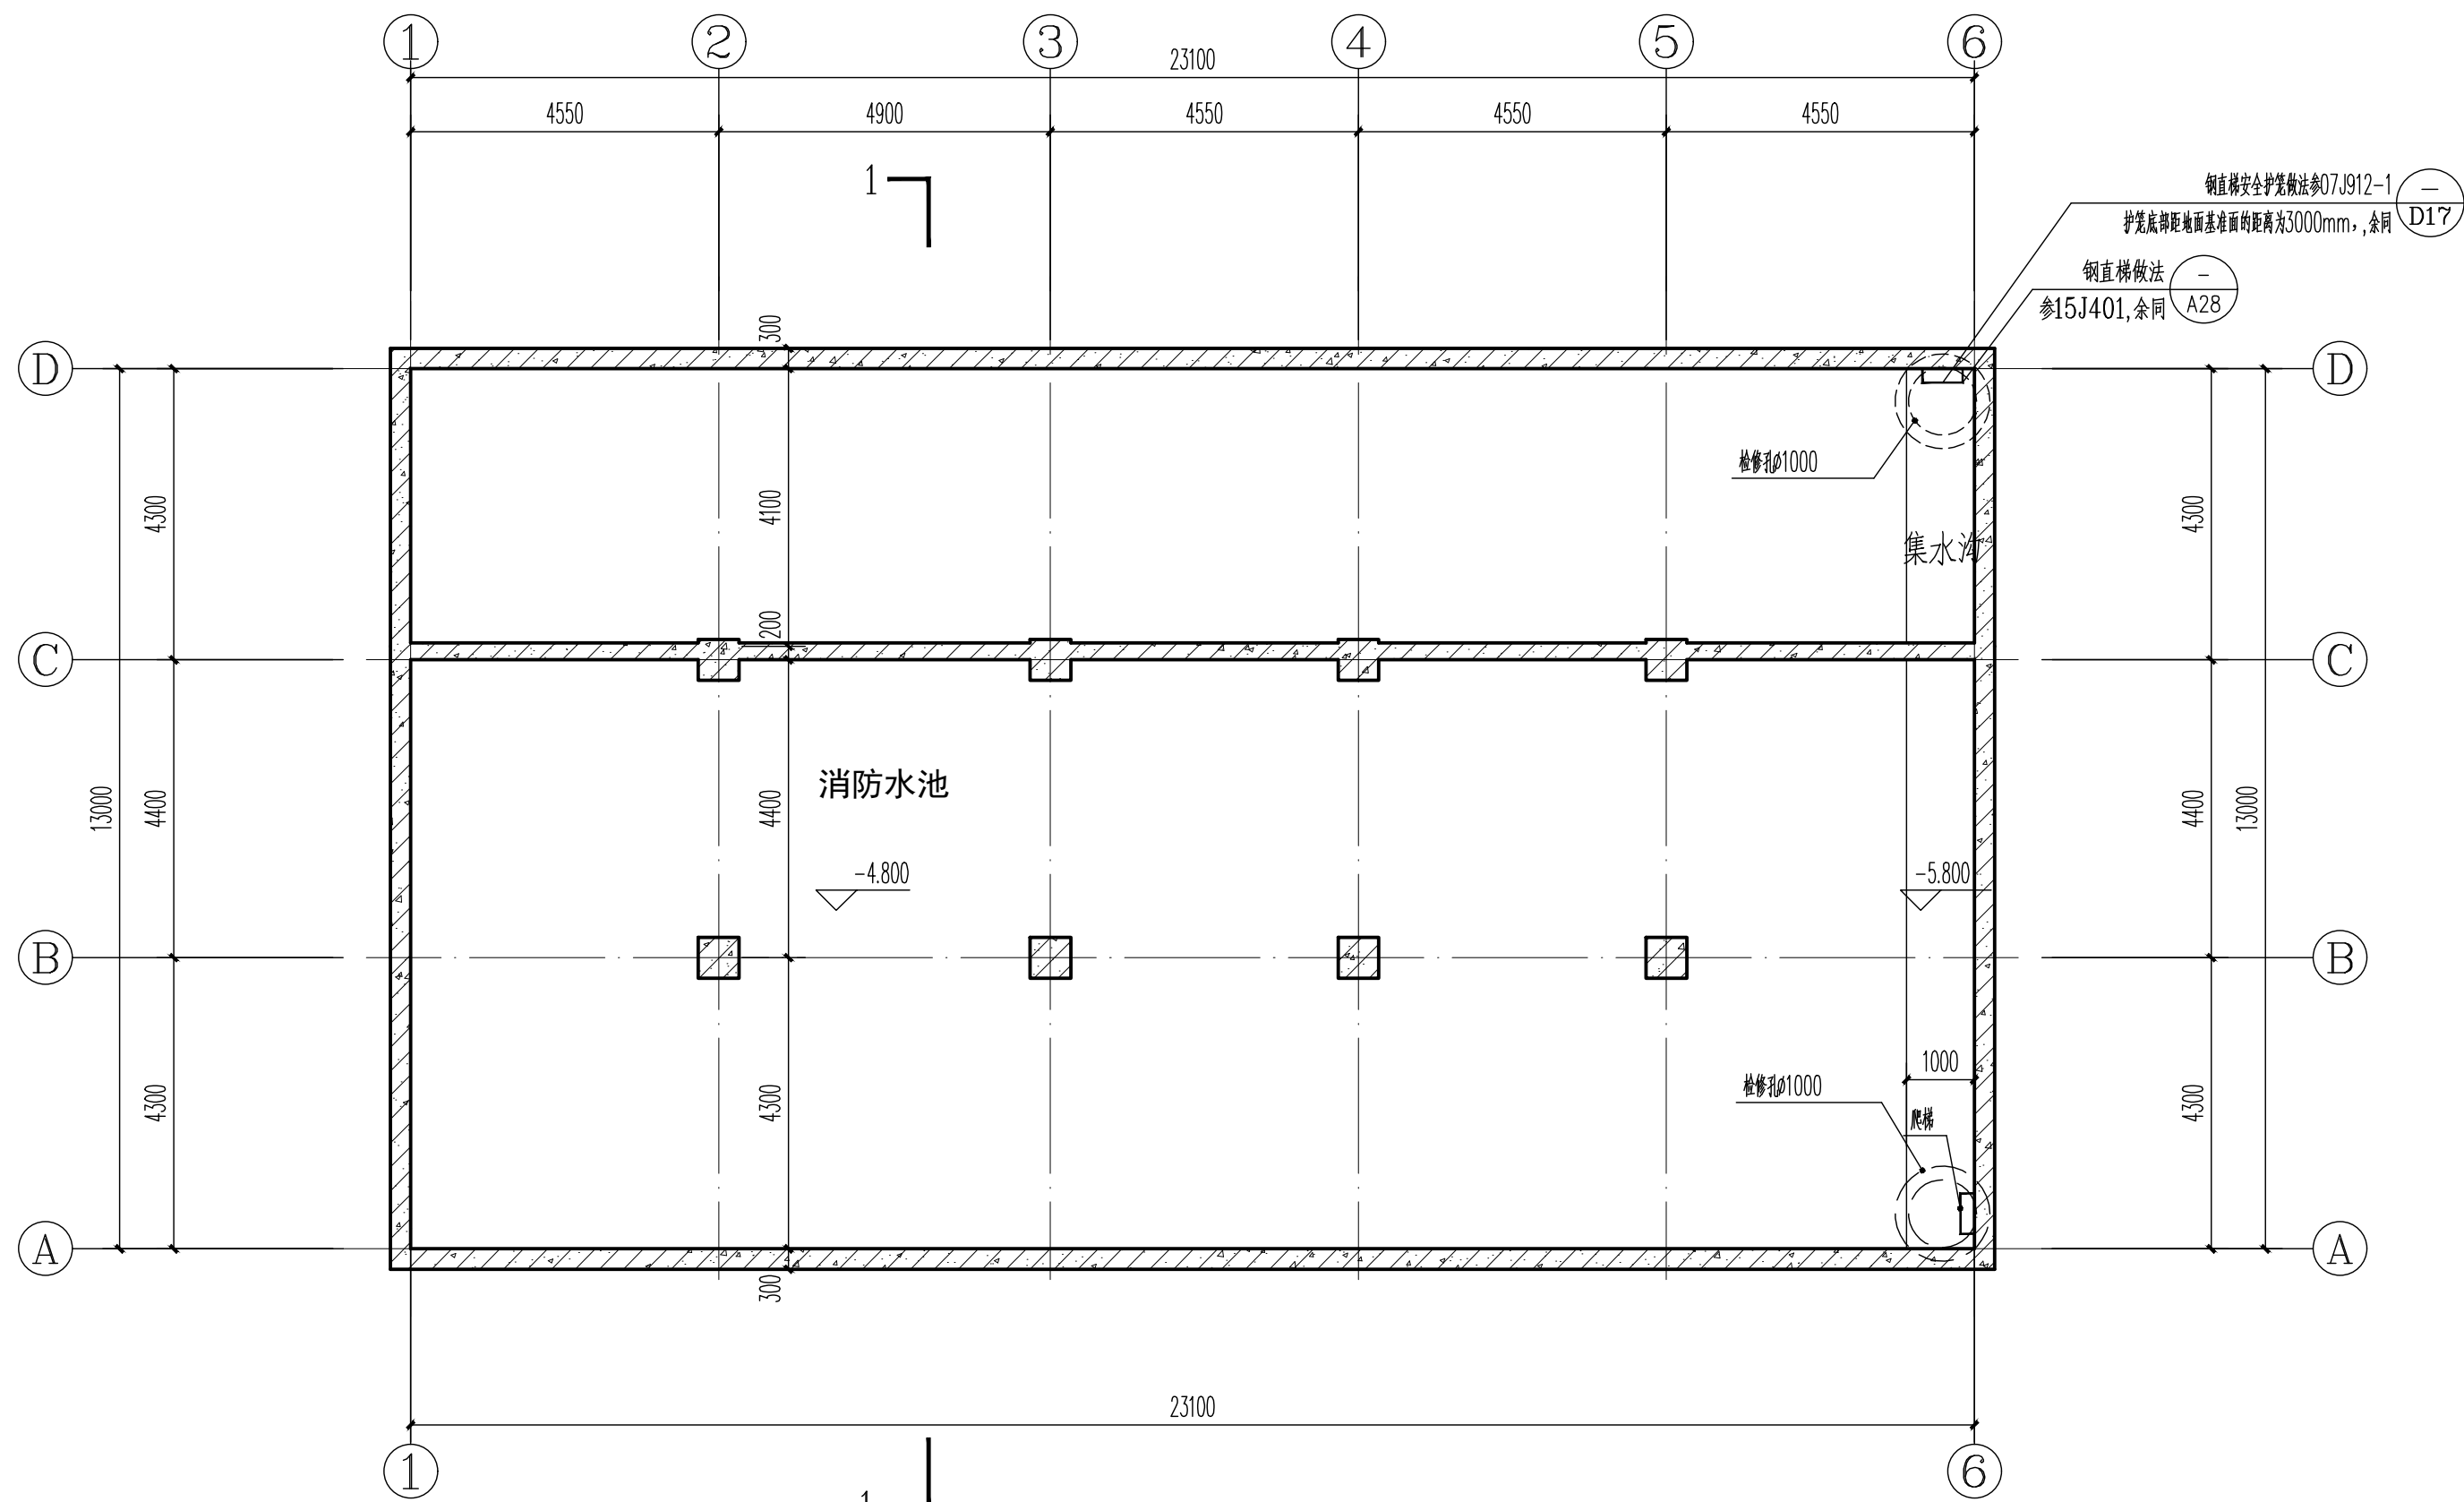 1
2
3
4
5
6
23100
4550
4900
4550
4550
4550
1
钢直梯安全护笼做法参07J912-1
护笼底部距地面基准面的距离为3000mm，,余同
—
D17
钢直梯做法
参15J401,余同
-
A28
300
D
D
检修孔ø1000
4300
4100
4300
集水沟
200
C
C
消防水池
13000
4400
4400
4400
13000
-4.800
-5.800
B
B
1000
检修孔ø1000
爬梯
4300
4300
4300
A
A
300
23100
1
6
1